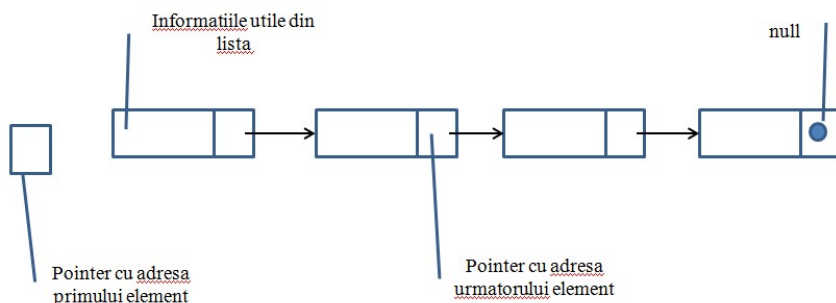 Informatiile utile din
lista
null
Pointer cu adresa
primului element
Pointer cu adresa
urmatorului element